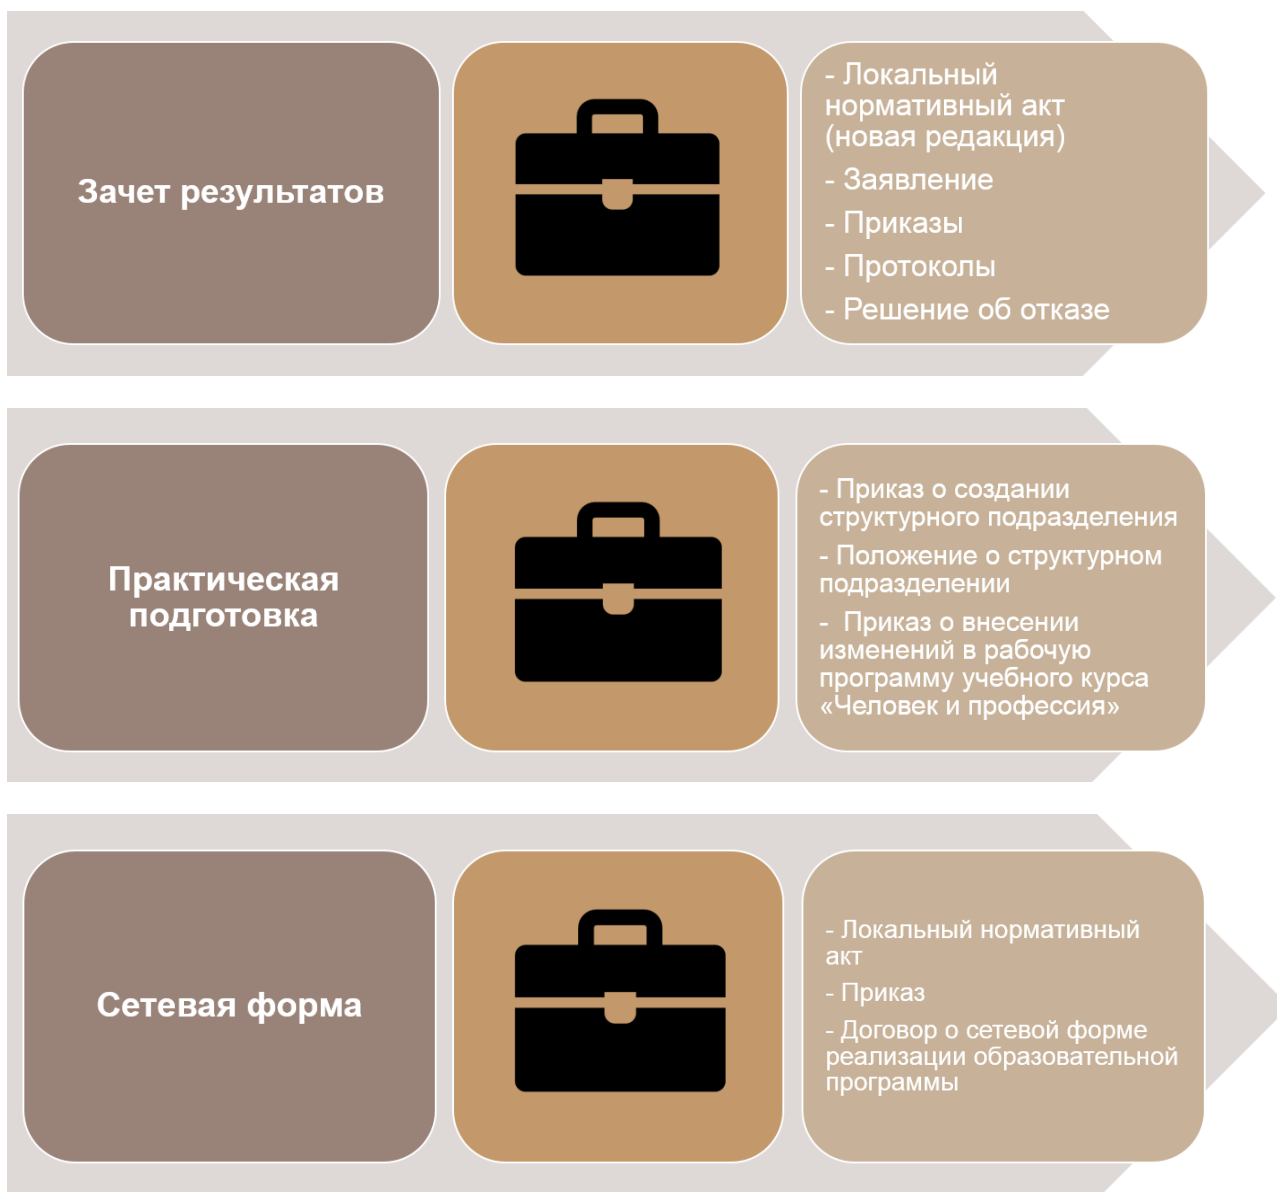 Зачет результатов
- Локальный
нормативный акт
(новая редакция)
- Заявление
- Приказы
- Протоколы
- Решение об отказе
Практическая
подготовка
- Приказ о создании
структурного подразделения
- Положение о структурном
подразделении
- Приказ о внесении
изменений в рабочую
программу учебного курса
«Человек и профессия»
Сетевая форма
- Локальный нормативный
акт
- Приказ
- Договор о сетевой форме
реализации образовательной
программы